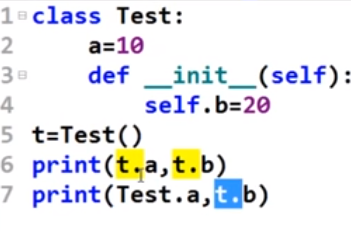 1 class Test:
2     a=10
3     def __init__(self):
4         self.b=20
5 t=Test()
6 print(t.a,t.b)
7 print(Test.a,t.b)